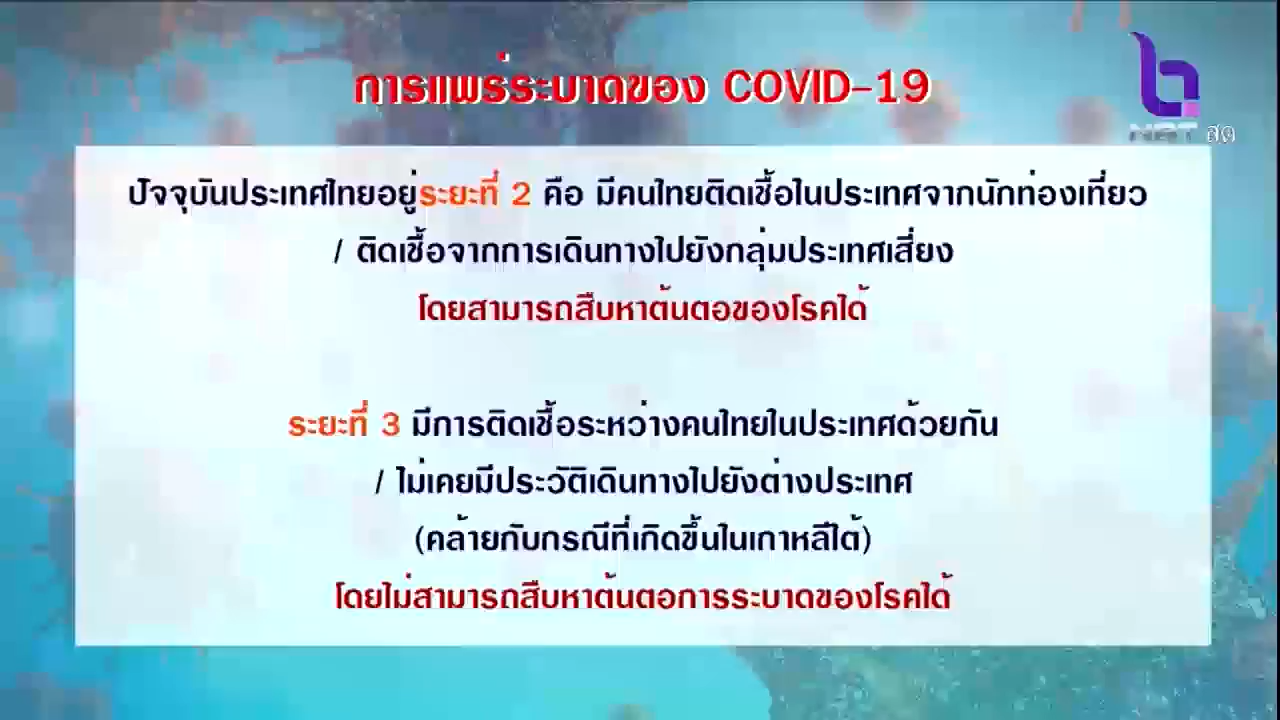 การแพร่ระบาดของ COVID-19
NBT สด
ปัจจุบันประเทศไทยอยู่ระยะที่ 2 คือ มีคนไทยติดเชื้อในประเทศจากนักท่องเที่ยว
/ ติดเชื้อจากการเดินทางไปยังกลุ่มประเทศเสี่ยง
โดยสามารถสืบหาต้นตอของโรคได้
ระยะที่ 3 มีการติดเชื้อระหว่างคนไทยในประเทศด้วยกัน
/ ไม่เคยมีประวัติเดินทางไปยังต่างประเทศ
(คล้ายกับกรณีที่เกิดขึ้นในเกาหลีใต้)
โดยไม่สามารถสืบหาต้นตอการระบาดของโรคได้